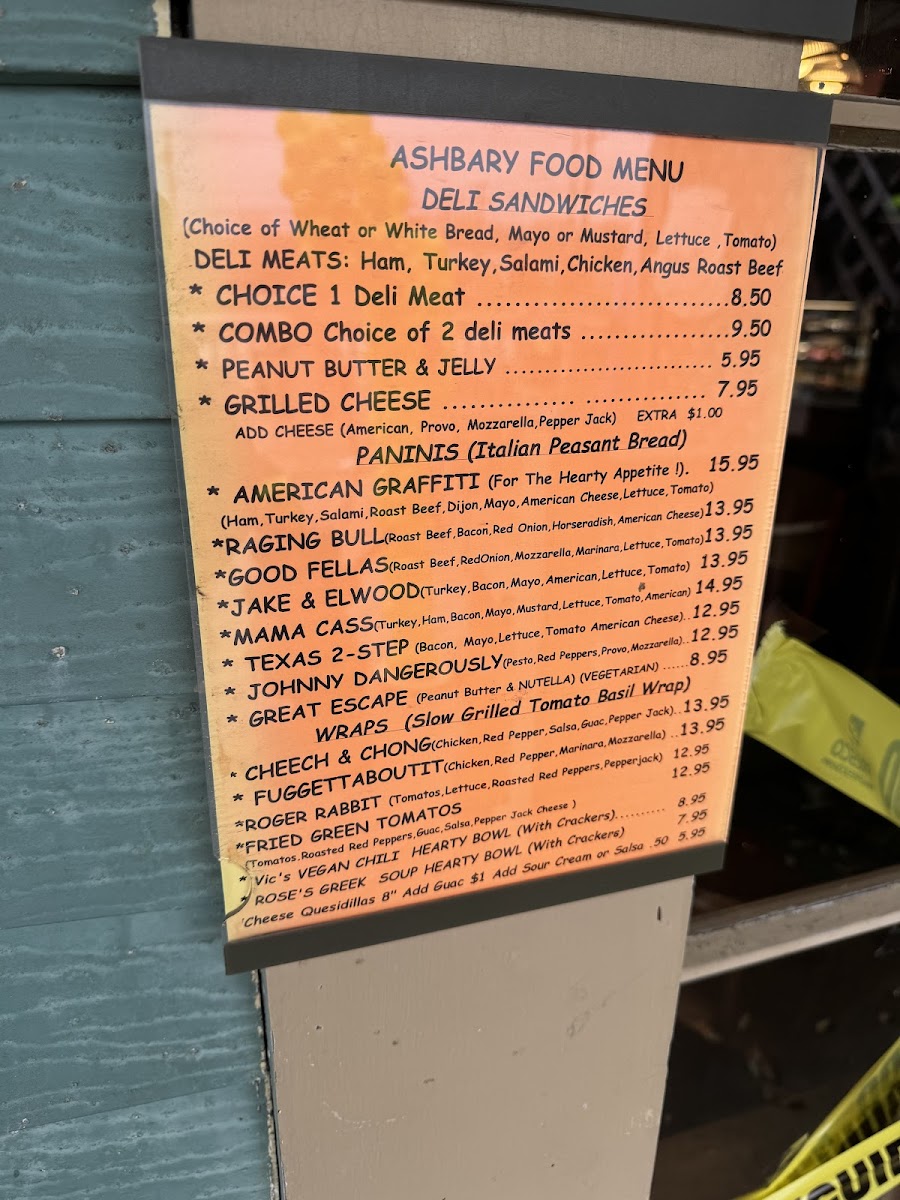 ASHBARY FOOD MENU
DELI SANDWICHES
(Choice of Wheat or White Bread, Mayo or Mustard, Lettuce ,Tomato)
DELI MEATS: Ham, Turkey,Salami,Chicken,Angus Roast Beef
* CHOICE 1 Deli Meat ............................8.50
* COMBO Choice of 2 deli meats ..................9.50
* PEANUT BUTTER & JELLY ............................ 5.95
* GRILLED CHEESE .............. ............... 7.95
ADD CHEESE (American, Provo, Mozzarella,Pepper Jack) EXTRA $1.00
PANINIS (Italian Peasant Bread)
* AMERICAN GRAFFITI (For The Hearty Appetite !). 15.95
(Ham,Turkey,Salami,Roast Beef,Dijon,Mayo,American Cheese,Lettuce,Tomato)
*RAGING BULL(Roast Beef,Bacon,Red Onion,Horseradish,American Cheese)13.95
*GOOD FELLAS(Roast Beef,RedOnion,Mozzarella,Marinara,Lettuce,Tomato)13.95
*JAKE & ELWOOD(Turkey,Bacon,Mayo,American,Lettuce,Tomato) 13.95
*MAMA CASS(Turkey,Ham,Bacon,Mayo,Mustard,Lettuce,Tomato,American) 14.95
* TEXAS 2-STEP (Bacon, Mayo,Lettuce,Tomato American Cheese)..12.95
* JOHNNY DANGEROUSLY(Pesto,Red Peppers,Provo,Mozzarella)..12.95
* GREAT ESCAPE (Peanut Butter & NUTELLA) (VEGETARIAN) ......8.95
WRAPS (Slow Grilled Tomato Basil Wrap)
* CHEECH & CHONG(Chicken,Red Pepper,Salsa,Guac,Pepper Jack)..13.95
* FUGGETTABOUTIT(Chicken,Red Pepper,Marinara,Mozzarella) ..13.95
*ROGER RABBIT (Tomatos,Lettuce,Roasted Red Peppers,Pepperjack) 12.95
*FRIED GREEN TOMATOS 12.95
(Tomatos,Roasted Red Peppers,Guac,Salsa,Pepper Jack Cheese )
* Vic's VEGAN CHILI HEARTY BOWL (With Crackers).......... 8.95
* ROSE'S GREEK SOUP HEARTY BOWL (With Crackers) 7.95
Cheese Quesidillas 8" Add Guac $1 Add Sour Cream or Salsa .50 5.95